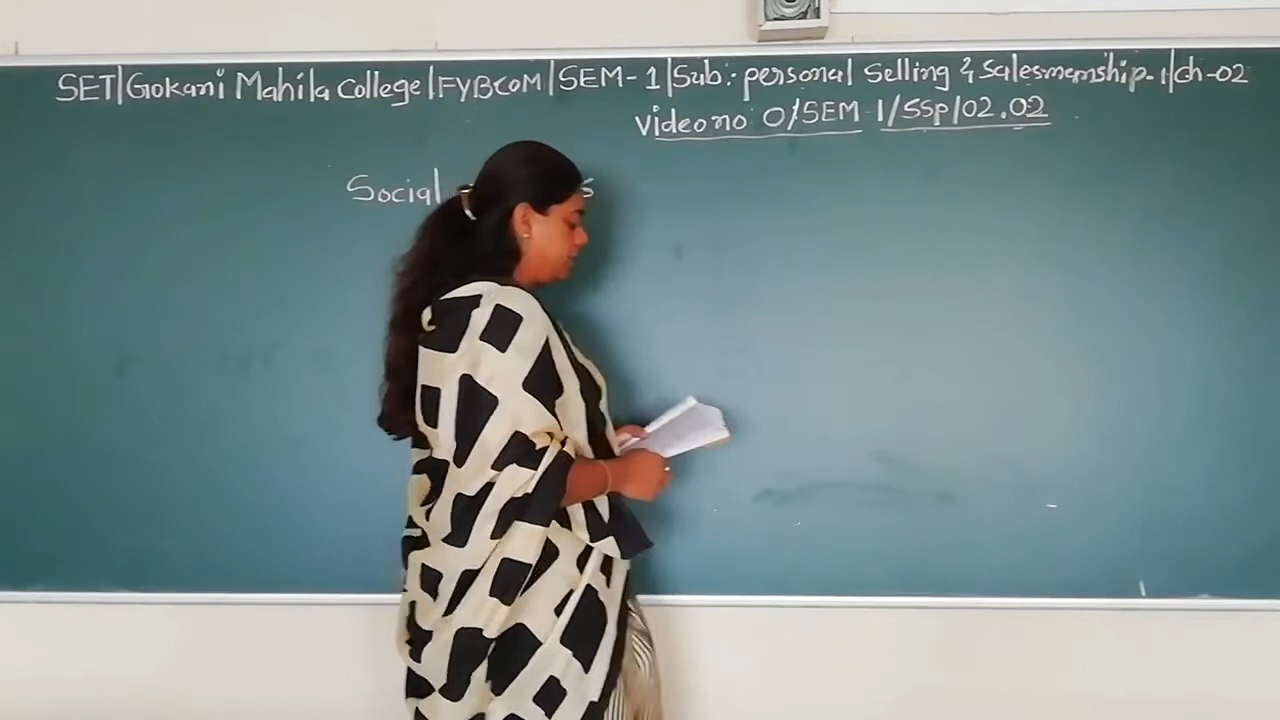 SET|Gokani Mahila College|FYBCOM|SEM-1|Sub: personal Selling & Salesmanship-1|ch-02
video no O/SEM 1/SSP/02.02
Social